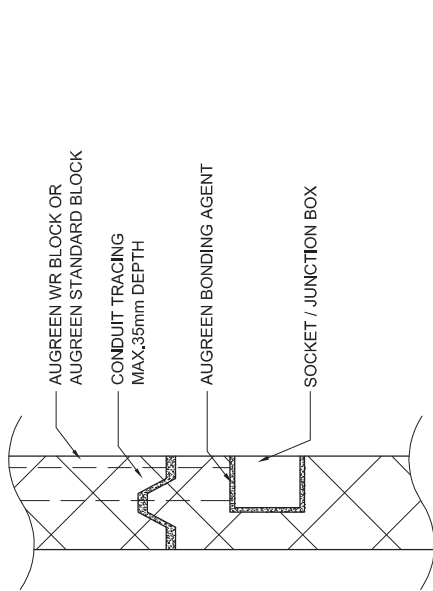 AUGREEN WR BLOCK OR
AUGREEN STANDARD BLOCK
CONDUIT TRACING
MAX.35mm DEPTH
AUGREEN BONDING AGENT
SOCKET / JUNCTION BOX